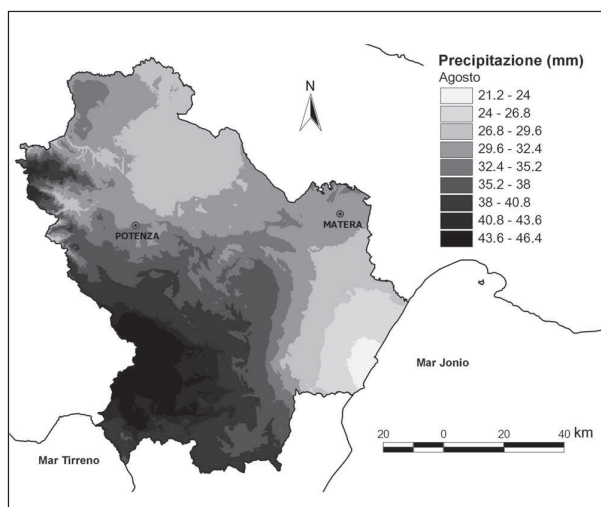 Precipitazione (mm)
Agosto
21.2 - 24
24 - 26.8
26.8 - 29.6
29.6 - 32.4
32.4 - 35.2
35.2 - 38
38 - 40.8
40.8 - 43.6
43.6 - 46.4
N
POTENZA
MATERA
Mar Jonio
Mar Tirreno
20 0 20 40 km